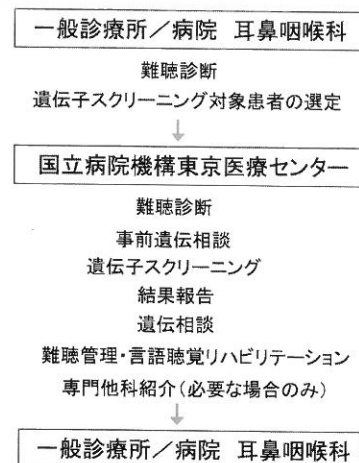 一般診療所／病院 耳鼻咽喉科
難聴診断
遺伝子スクリーニング対象患者の選定
国立病院機構東京医療センター
難聴診断
事前遺伝相談
遺伝子スクリーニング
結果報告
遺伝相談
難聴管理・言語聴覚リハビリテーション
専門他科紹介（必要な場合のみ）
一般診療所／病院 耳鼻咽喉科